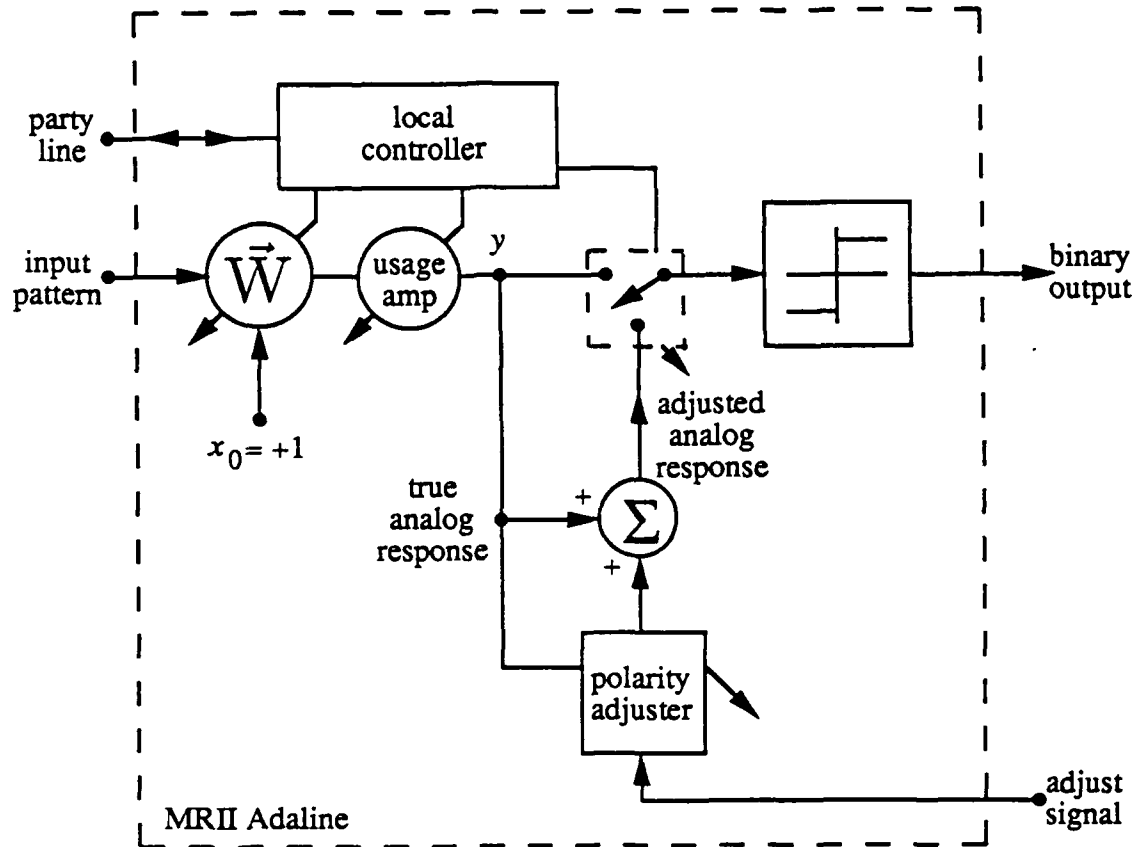 party
line
local
controller
input
pattern
W
usage
amp
y
binary
output
x0 = +1
adjusted
analog
response
true
analog
response
+
Σ
+
polarity
adjuster
MRII Adaline
adjust
signal